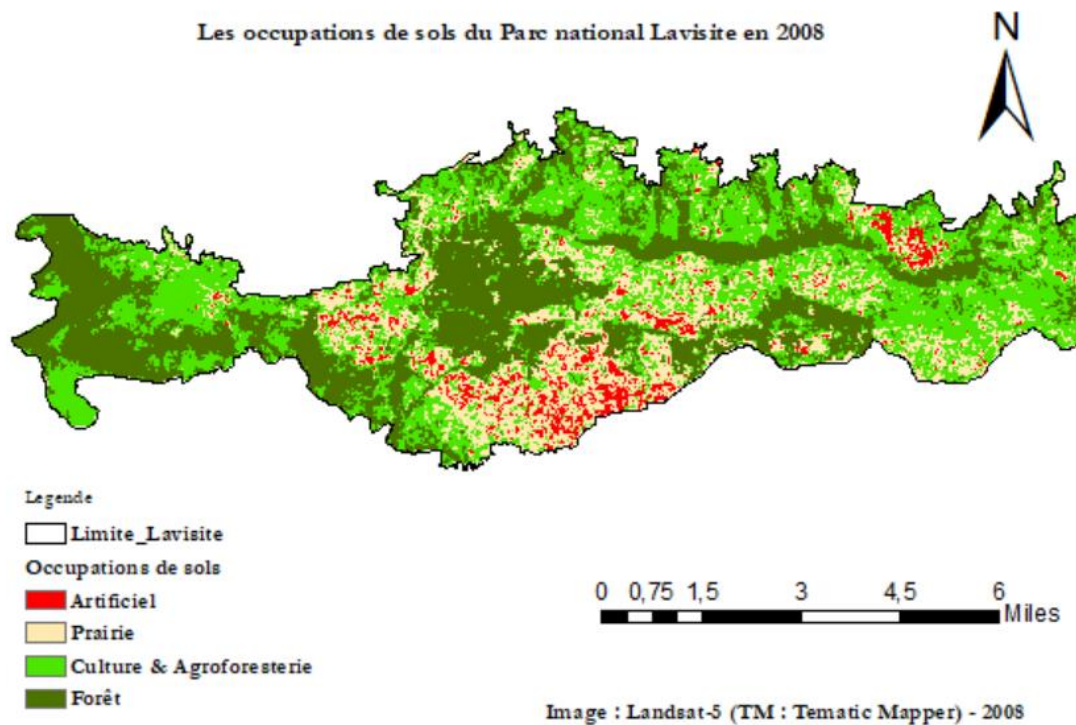 Les occupations de sols du Parc national Lavisite en 2008
N
Legende
Limite_Lavisite
Occupations de sols
Artificiel
Prairie
Culture & Agroforesterie
Forêt
0 0,75 1,5 3 4,5 6
Miles
Image : Landsat-5 (TM : Tematic Mapper) - 2008